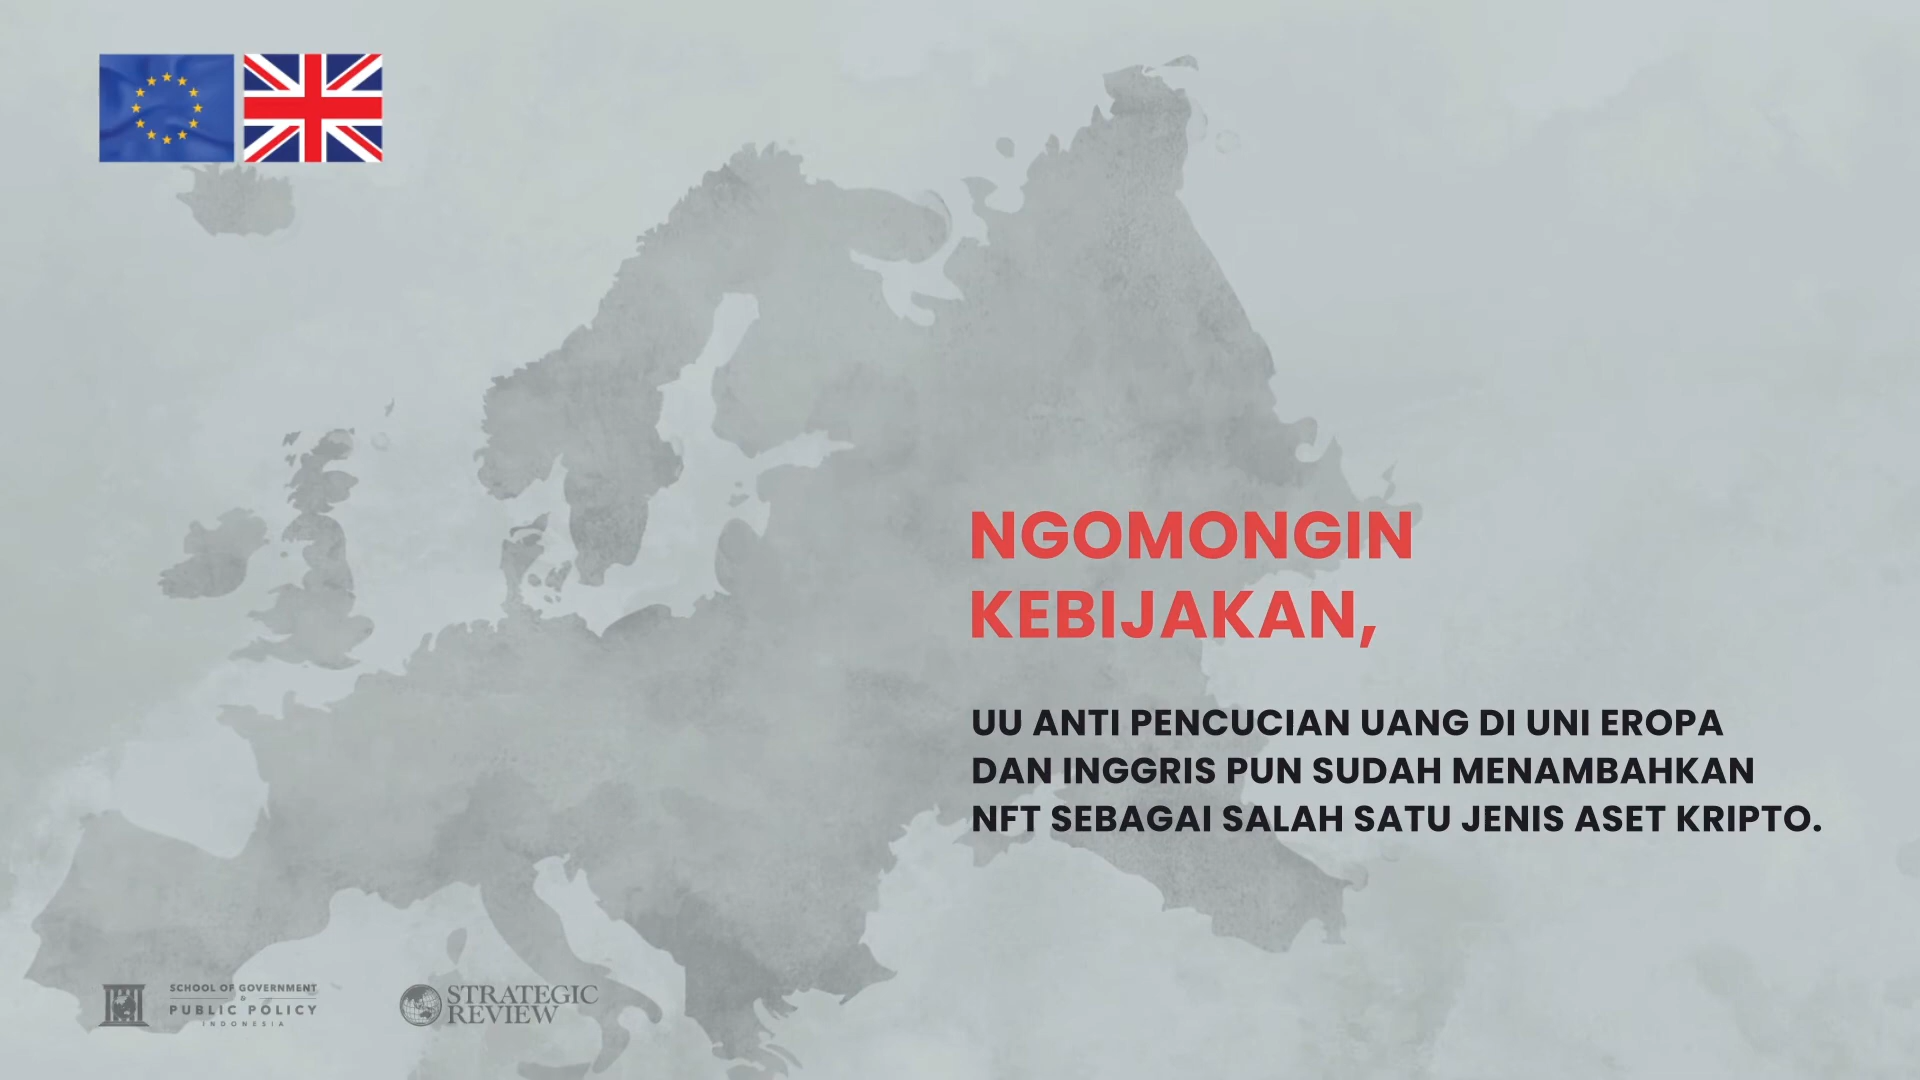 NGOMONGIN
KEBIJAKAN,
UU ANTI PENCUCIAN UANG DI UNI EROPA
DAN INGGRIS PUN SUDAH MENAMBAHKAN
NFT SEBAGAI SALAH SATU JENIS ASET KRIPTO.
SCHOOL OF GOVERNMENT
&
PUBLIC POLICY
INDONESIA
STRATEGIC
REVIEW